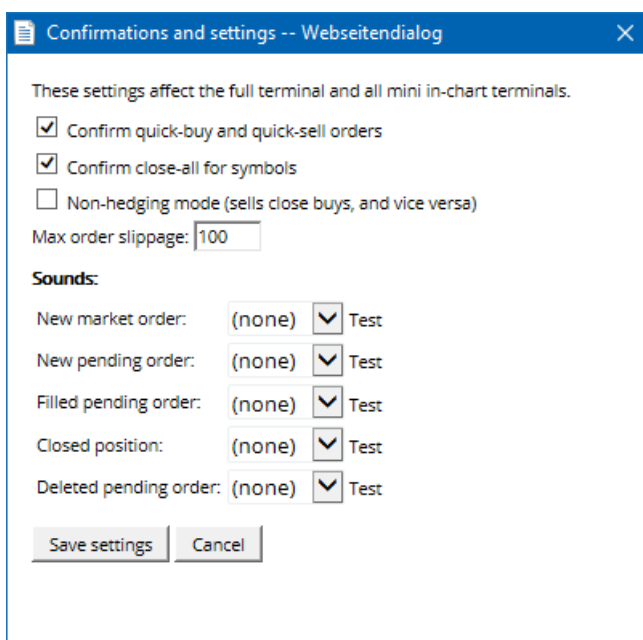 Confirmations and settings -- Webseitendialog
These settings affect the full terminal and all mini in-chart terminals.
Confirm quick-buy and quick-sell orders
Confirm close-all for symbols
Non-hedging mode (sells close buys, and vice versa)
Max order slippage: 100
Sounds:
New market order: (none) Test
New pending order: (none) Test
Filled pending order: (none) Test
Closed position: (none) Test
Deleted pending order: (none) Test
Save settings Cancel